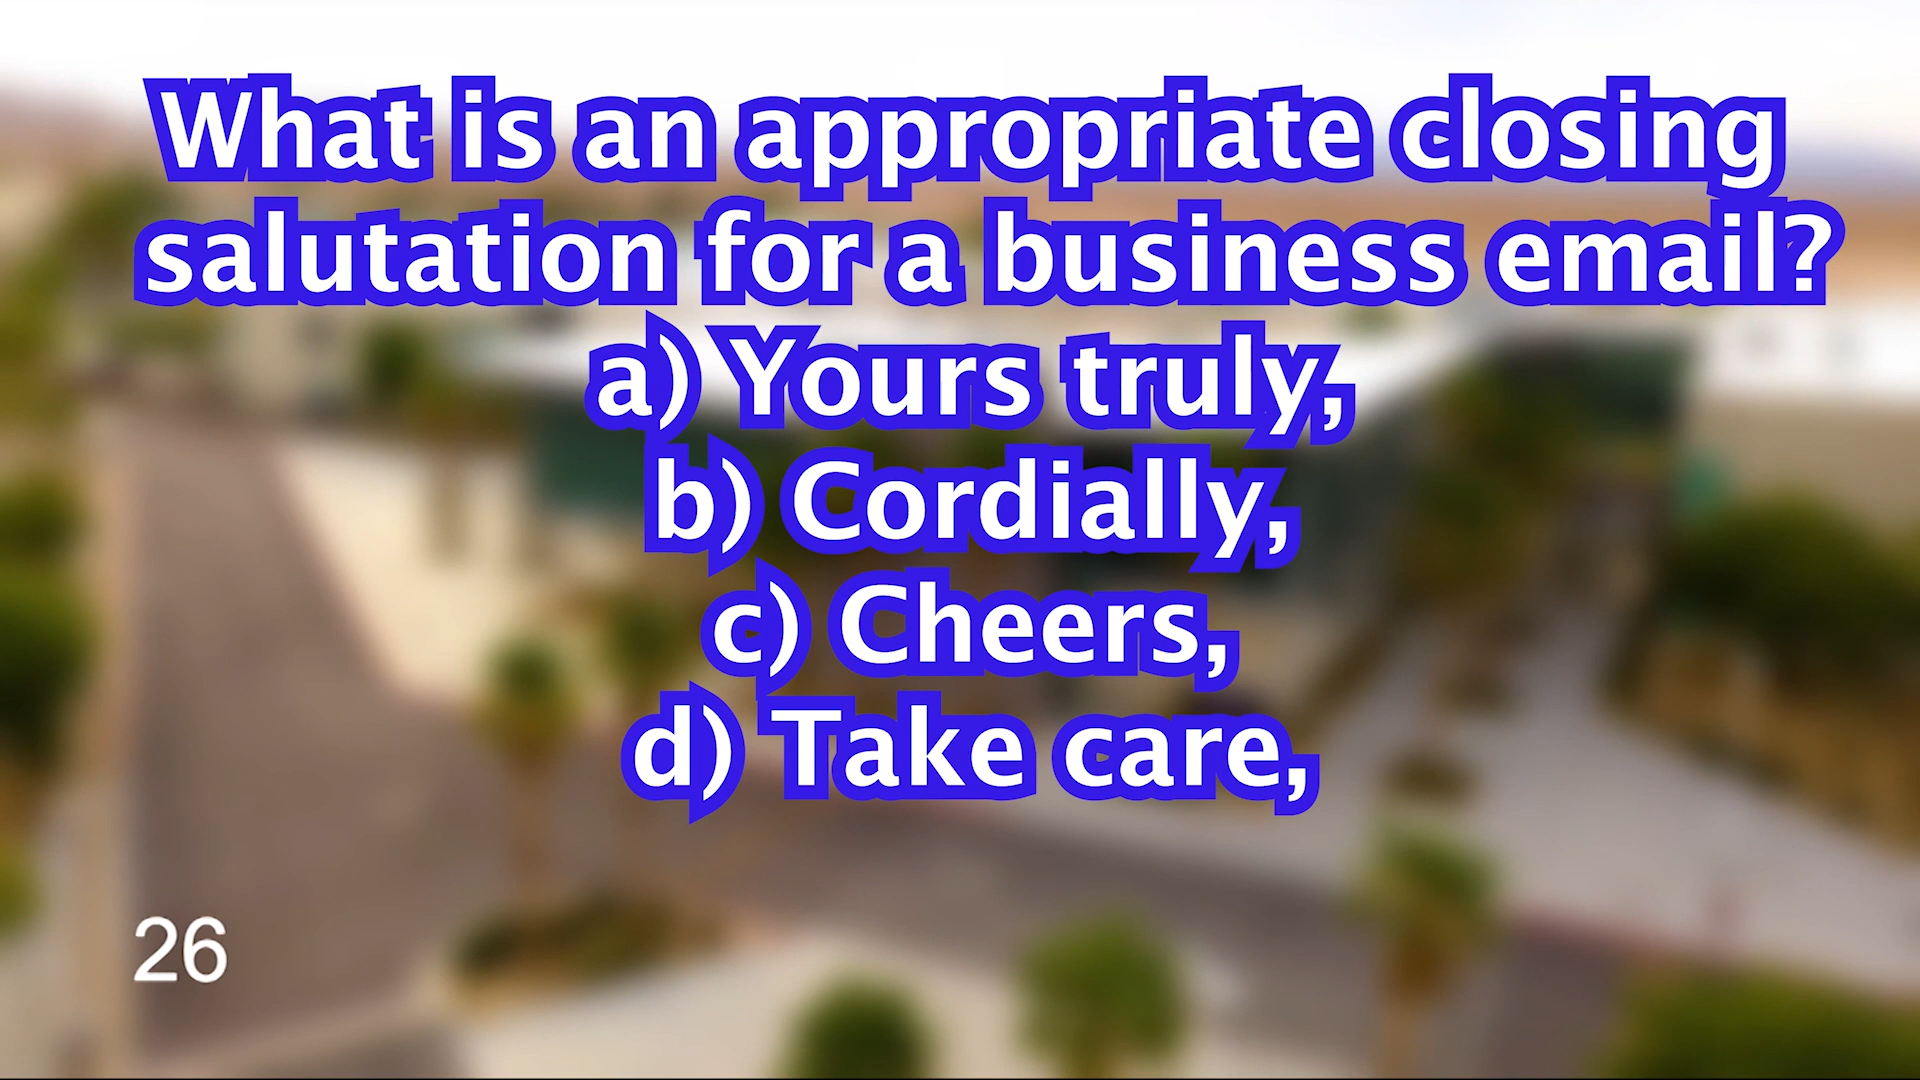 What is an appropriate closing
salutation for a business email?
a) Yours truly,
b) Cordially,
c) Cheers,
d) Take care,
26